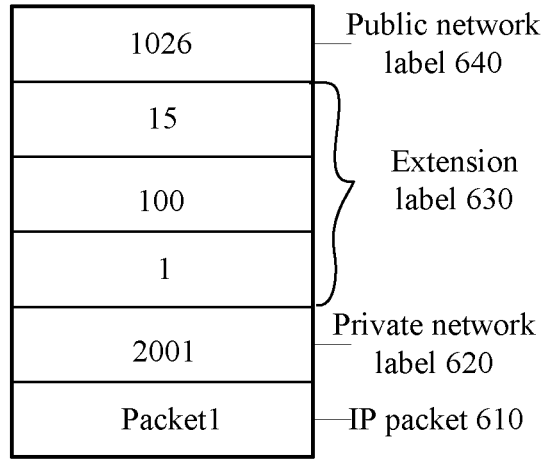 1026
Public network
label 640
15
100
1
Extension
label 630
2001
Private network
label 620
Packet1
IP packet 610